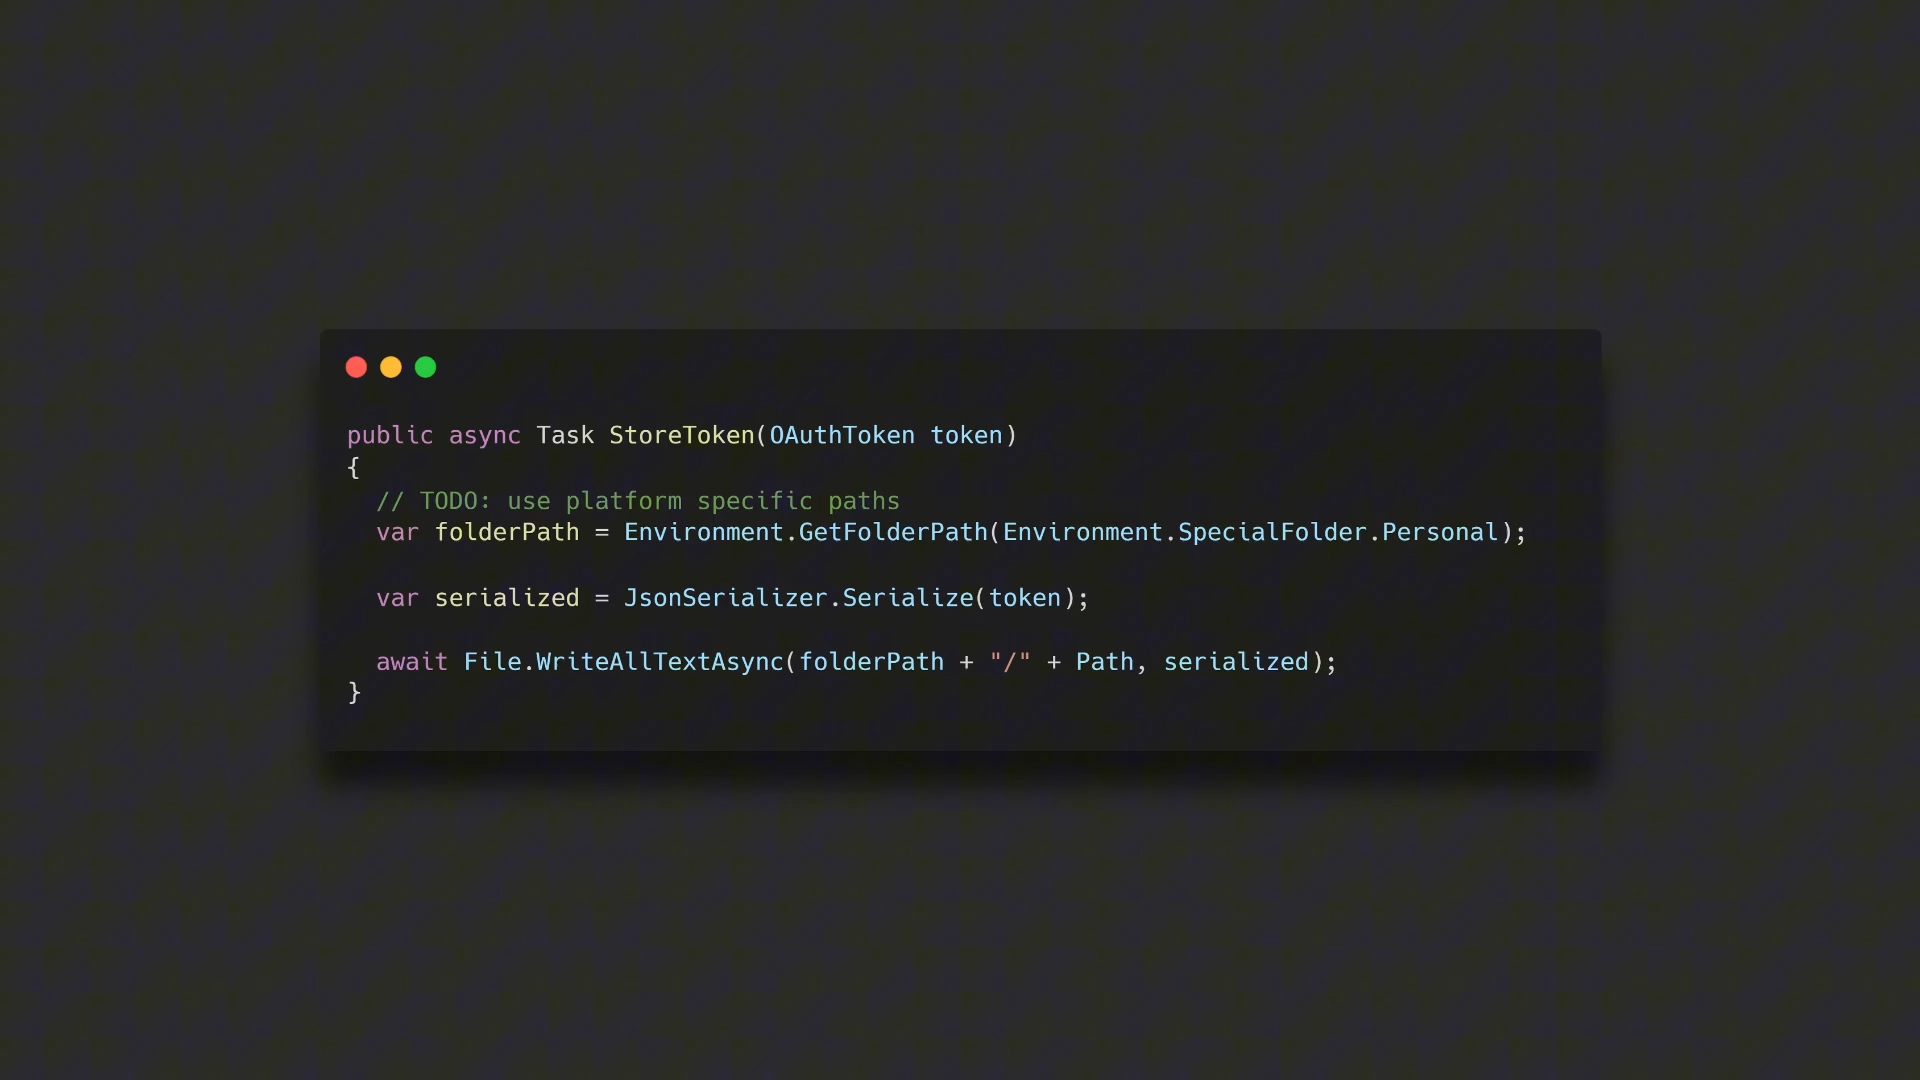 public async Task StoreToken(OAuthToken token)
{
  // TODO: use platform specific paths
  var folderPath = Environment.GetFolderPath(Environment.SpecialFolder.Personal);

  var serialized = JsonSerializer.Serialize(token);

  await File.WriteAllTextAsync(folderPath + "/" + Path, serialized);
}